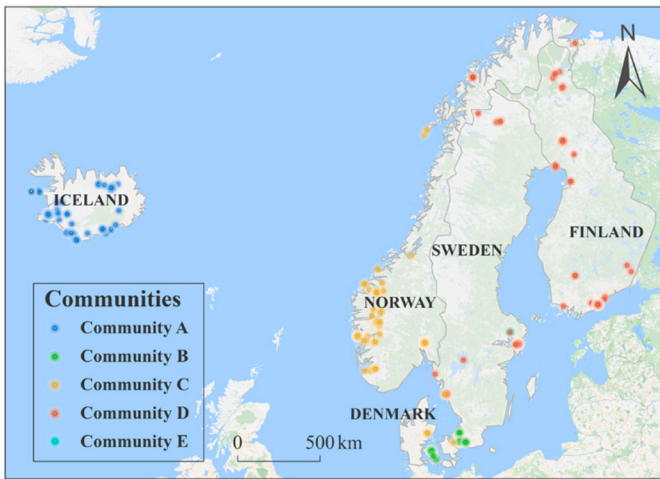 N
ICELAND
FINLAND
SWEDEN
NORWAY
DENMARK
Communities
Community A
Community B
Community C
Community D
Community E
0 500 km